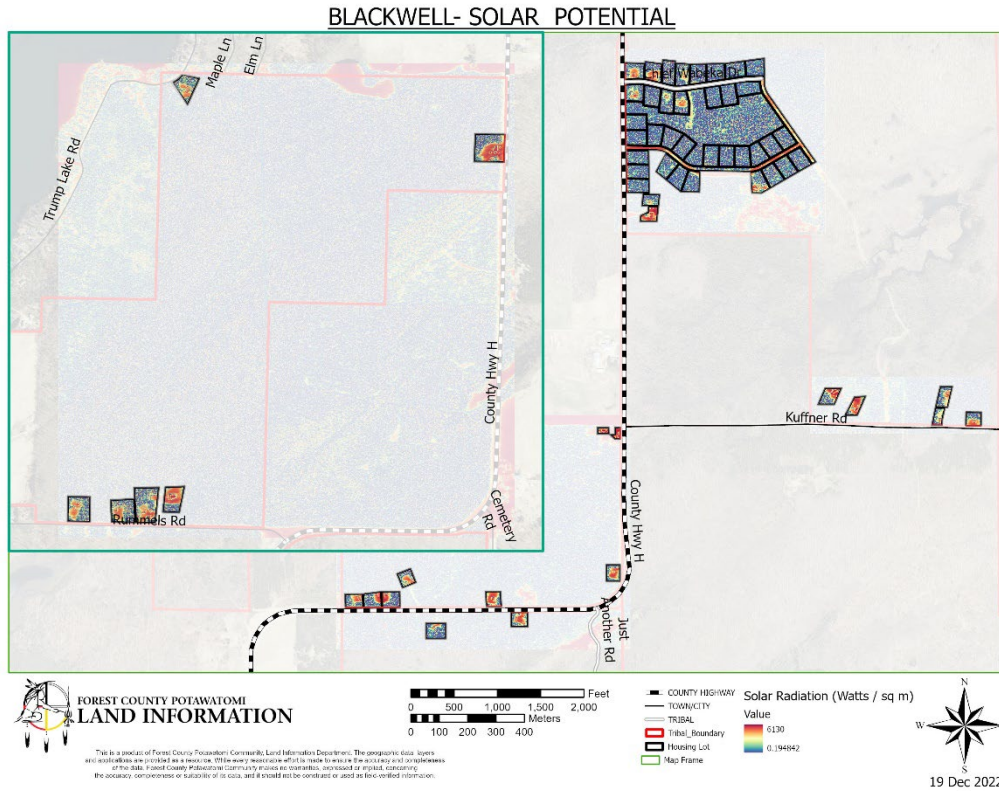 BLACKWELL- SOLAR POTENTIAL
Maple Ln
Elm Ln
Trump Lake Rd
County Hwy H
Cemetery
Rd
Rummels Rd
Chief Wabeka Dr
Kuffner Rd
County Hwy H
Just
Another Rd
FOREST COUNTY POTAWATOMI
LAND INFORMATION
This is a product of Forest County Potawatomi Community, Land Information Department. The geographic data layers
and applications are provided as a resource. While every reasonable effort is made to ensure the accuracy and completeness
of the data, Forest County Potawatomi Community makes no warranties, expressed or implied, concerning
the accuracy, completeness or suitability of its data, and it should not be construed or used as field-verified information.
0 500 1,000 1,500 2,000 Feet
0 100 200 300 400 Meters
COUNTY HIGHWAY
TOWN/CITY
TRIBAL
Tribal_Boundary
Housing Lot
Map Frame
Solar Radiation (Watts / sq m)
Value
6130
0.194842
N
W
E
S
19 Dec 2022